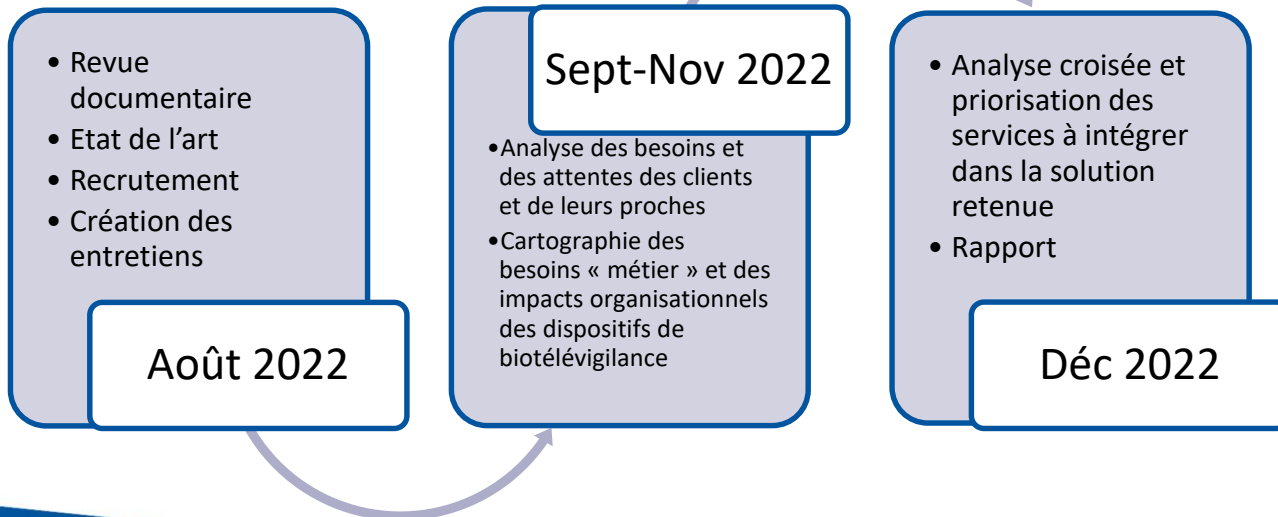 • Revue
documentaire
• Etat de l’art
• Recrutement
• Création des
entretiens
Août 2022
Sept-Nov 2022
•Analyse des besoins et
des attentes des clients
et de leurs proches
•Cartographie des
besoins « métier » et des
impacts organisationnels
des dispositifs de
biotélévigilance
• Analyse croisée et
priorisation des
services à intégrer
dans la solution
retenue
• Rapport
Déc 2022